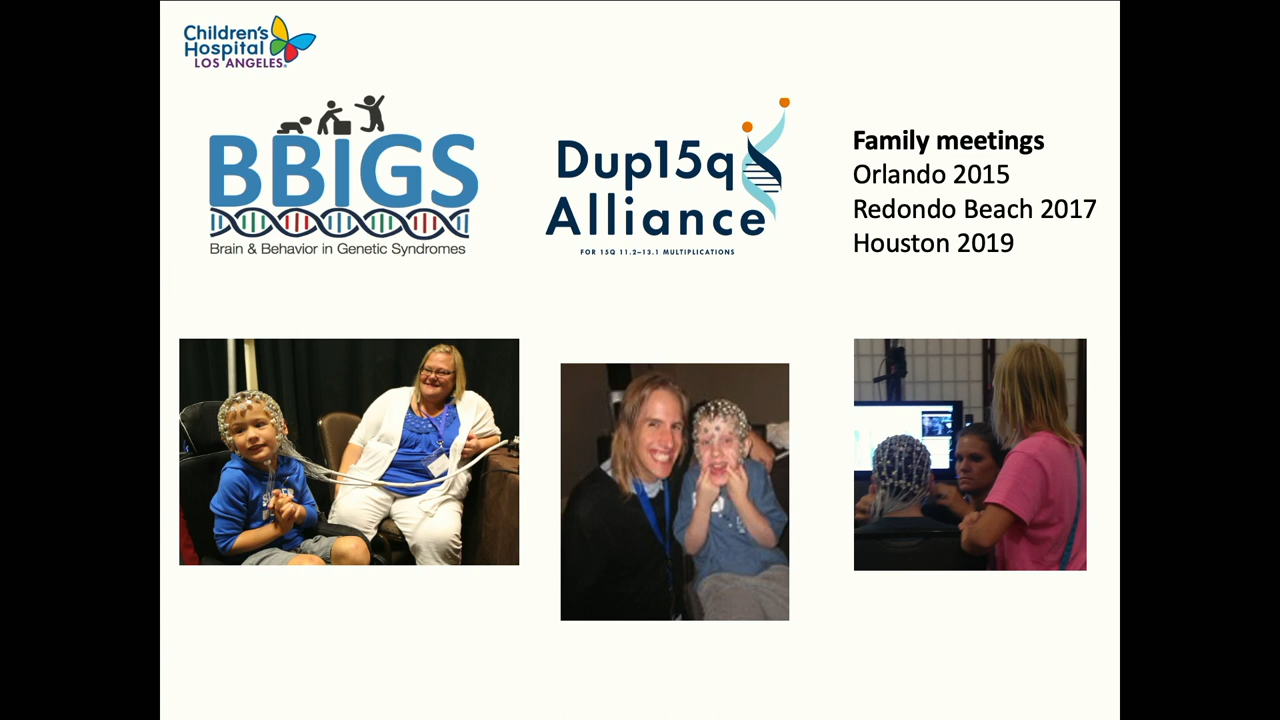 Children's
Hospital
LOS ANGELES
BBIGS
Brain & Behavior in Genetic Syndromes
Dup15q
Alliance
FOR 15Q 11.2–13.1 MULTIPLICATIONS
Family meetings
Orlando 2015
Redondo Beach 2017
Houston 2019